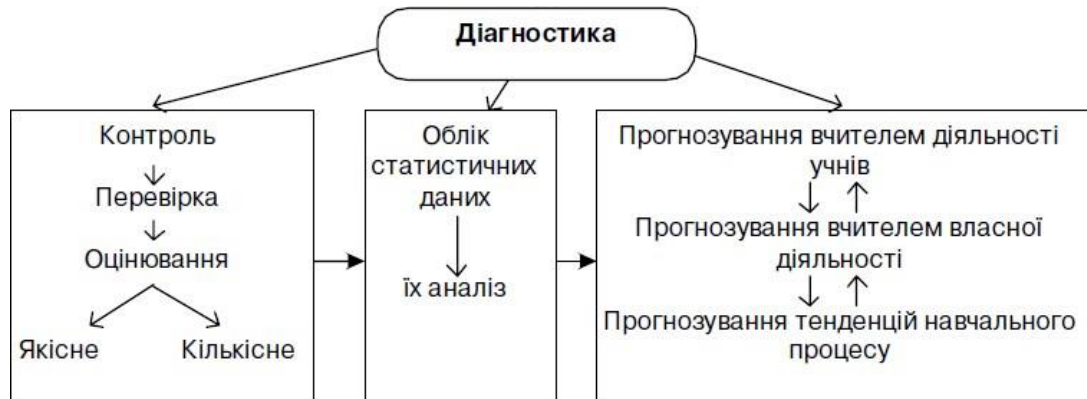 Діагностика
Контроль
Перевірка
Оцінювання
Якісне
Кількісне
Облік
статистичних
даних
їх аналіз
Прогнозування вчителем діяльності
учнів
Прогнозування вчителем власної
діяльності
Прогнозування тенденцій навчального
процесу